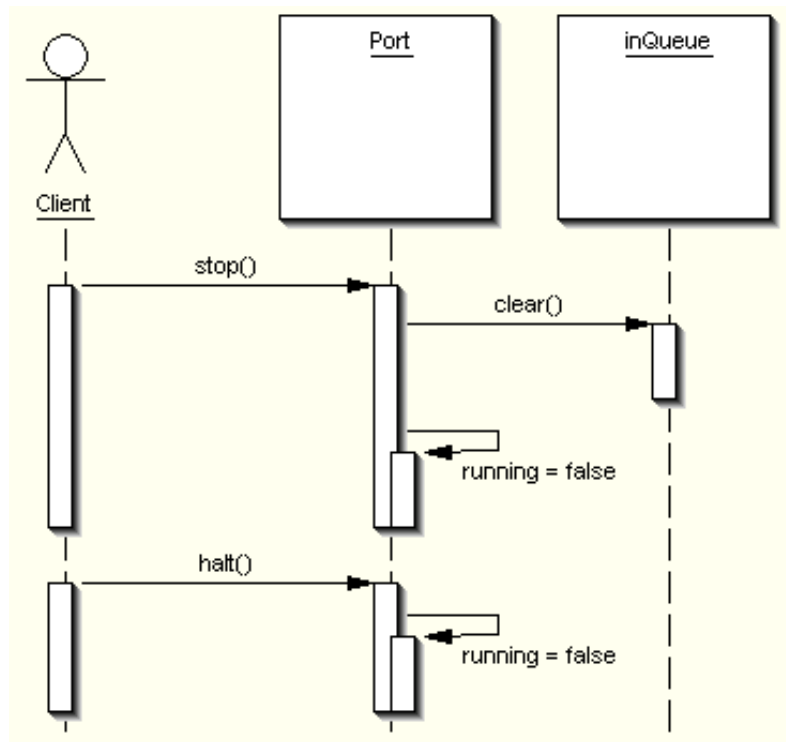 Port
inQueue
Client
stop()
clear()
running = false
halt()
running = false